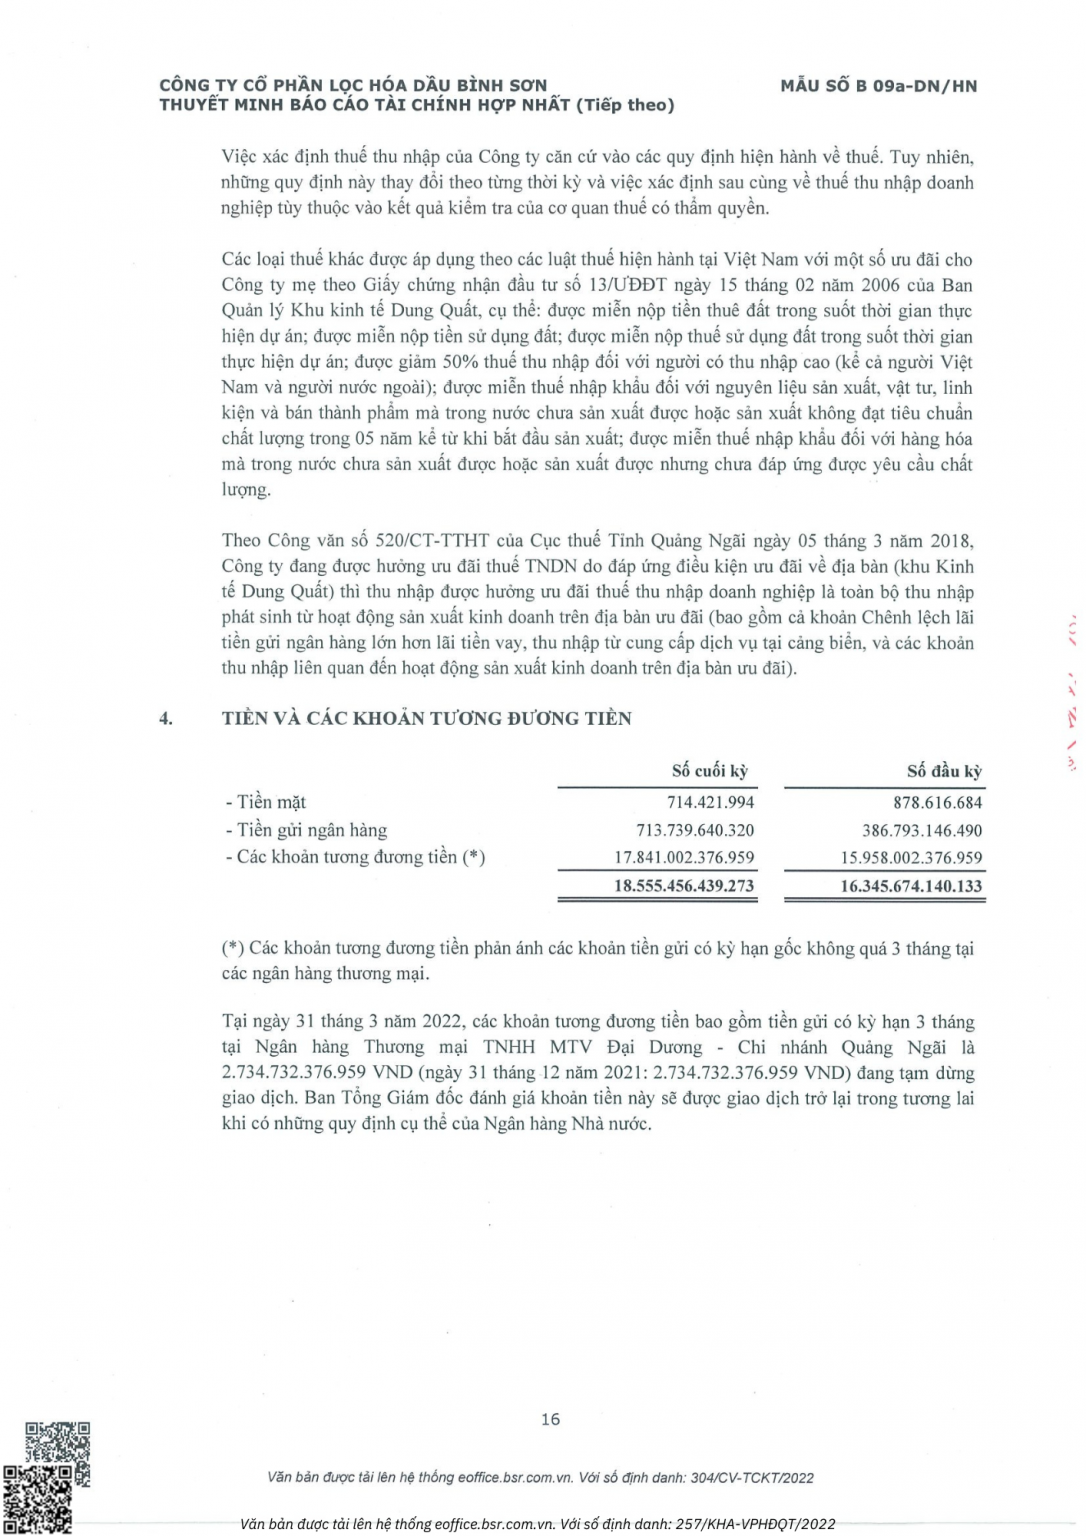 CÔNG TY CỔ PHẦN LỌC HÓA DẦU BÌNH SƠN MẪU SỐ B 09a-DN/HN
THUYẾT MINH BÁO CÁO TÀI CHÍNH HỢP NHẤT (Tiếp theo)
Việc xác định thuế thu nhập của Công ty căn cứ vào các quy định hiện hành về thuế. Tuy nhiên,
những quy định này thay đổi theo từng thời kỳ và việc xác định sau cùng về thuế thu nhập doanh
nghiệp tùy thuộc vào kết quả kiểm tra của cơ quan thuế có thẩm quyền.
Các loại thuế khác được áp dụng theo các luật thuế hiện hành tại Việt Nam với một số ưu đãi cho
Công ty mẹ theo Giấy chứng nhận đầu tư số 13/UĐĐT ngày 15 tháng 02 năm 2006 của Ban
Quản lý Khu kinh tế Dung Quất, cụ thể: được miễn nộp tiền thuê đất trong suốt thời gian thực
hiện dự án; được miễn nộp tiền sử dụng đất; được miễn nộp thuế sử dụng đất trong suốt thời gian
thực hiện dự án; được giảm 50% thuế thu nhập đối với người có thu nhập cao (kể cả người Việt
Nam và người nước ngoài); được miễn thuế nhập khẩu đối với nguyên liệu sản xuất, vật tư, linh
kiện và bán thành phẩm mà trong nước chưa sản xuất được hoặc sản xuất không đạt tiêu chuẩn
chất lượng trong 05 năm kể từ khi bắt đầu sản xuất; được miễn thuế nhập khẩu đối với hàng hóa
mà trong nước chưa sản xuất được hoặc sản xuất được nhưng chưa đáp ứng được yêu cầu chất
lượng.
Theo Công văn số 520/CT-TTHT của Cục thuế Tỉnh Quảng Ngãi ngày 05 tháng 3 năm 2018,
Công ty đang được hưởng ưu đãi thuế TNDN do đáp ứng điều kiện ưu đãi về địa bàn (khu Kinh
tế Dung Quất) thì thu nhập được hưởng ưu đãi thuế thu nhập doanh nghiệp là toàn bộ thu nhập
phát sinh từ hoạt động sản xuất kinh doanh trên địa bàn ưu đãi (bao gồm cả khoản Chênh lệch lãi
tiền gửi ngân hàng lớn hơn lãi tiền vay, thu nhập từ cung cấp dịch vụ tại cảng biển, và các khoản
thu nhập liên quan đến hoạt động sản xuất kinh doanh trên địa bàn ưu đãi).
4. TIỀN VÀ CÁC KHOẢN TƯƠNG ĐƯƠNG TIỀN
Số cuối kỳ Số đầu kỳ
- Tiền mặt 714.421.994 878.616.684
- Tiền gửi ngân hàng 713.739.640.320 386.793.146.490
- Các khoản tương đương tiền (*) 17.841.002.376.959 15.958.002.376.959
18.555.456.439.273 16.345.674.140.133
(*) Các khoản tương đương tiền phản ánh các khoản tiền gửi có kỳ hạn gốc không quá 3 tháng tại
các ngân hàng thương mại.
Tại ngày 31 tháng 3 năm 2022, các khoản tương đương tiền bao gồm tiền gửi có kỳ hạn 3 tháng
tại Ngân hàng Thương mại TNHH MTV Đại Dương - Chi nhánh Quảng Ngãi là
2.734.732.376.959 VND (ngày 31 tháng 12 năm 2021: 2.734.732.376.959 VND) đang tạm dừng
giao dịch. Ban Tổng Giám đốc đánh giá khoản tiền này sẽ được giao dịch trở lại trong tương lai
khi có những quy định cụ thể của Ngân hàng Nhà nước.
16
Văn bản được tải lên hệ thống eoffice.bsr.com.vn. Với số định danh: 304/CV-TCKT/2022
Văn bản được tải lên hệ thống eoffice.bsr.com.vn. Với số định danh: 257/KHA-VPHĐQT/2022